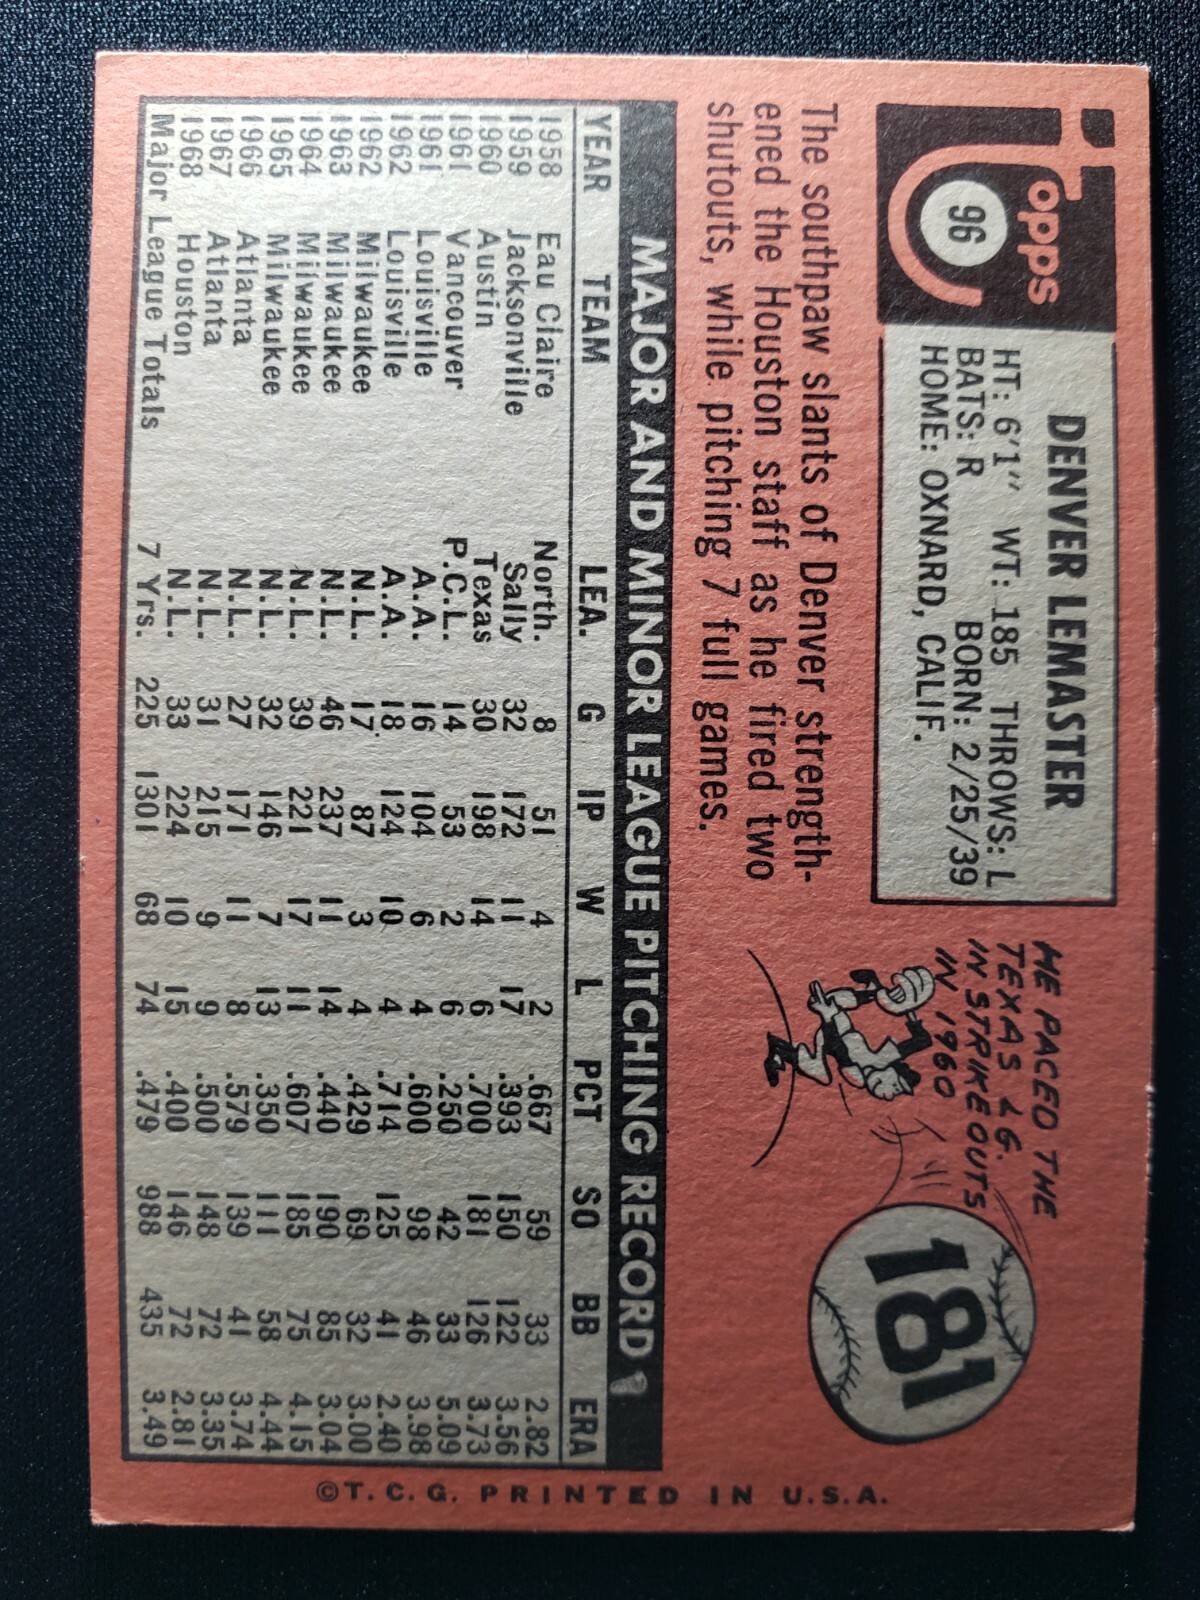 Topps
96
DENVER LEMASTER
HT: 6'1" WT: 185 THROWS: L
BATS: R BORN: 2/25/39
HOME: OXNARD, CALIF.
The southpaw slants of Denver strength-
ened the Houston staff as he fired two
shutouts, while pitching 7 full games.
HE PACED THE
TEXAS LG.
IN STRIKEOUTS
IN 1960
181
MAJOR AND MINOR LEAGUE PITCHING RECORD
YEAR TEAM LEA. G IP W L PCT SO BB ERA
1958 Eau Claire North. 8 51 4 2 .667 59 33 2.82
1959 Jacksonville Sally 32 172 11 17 .393 150 122 3.56
1960 Austin Texas 30 198 14 6 .700 181 126 3.73
1961 Vancouver P.C.L. 14 53 2 6 .250 42 33 5.09
1961 Louisville A.A. 16 104 6 4 .600 98 46 3.98
1962 Louisville A.A. 18 124 10 4 .714 125 41 2.40
1962 Milwaukee N.L. 17 87 3 4 .429 69 32 3.00
1963 Milwaukee N.L. 46 237 11 14 .440 190 85 3.04
1964 Milwaukee N.L. 39 221 17 11 .607 185 75 4.15
1965 Milwaukee N.L. 32 146 7 13 .350 111 58 4.44
1966 Atlanta N.L. 27 171 11 8 .579 139 41 3.74
1967 Atlanta N.L. 31 215 9 9 .500 148 72 3.35
1968 Houston N.L. 33 224 10 15 .400 146 72 2.81
Major League Totals 7 Yrs. 225 1301 68 74 .479 988 435 3.49
©T.C.G. PRINTED IN U.S.A.